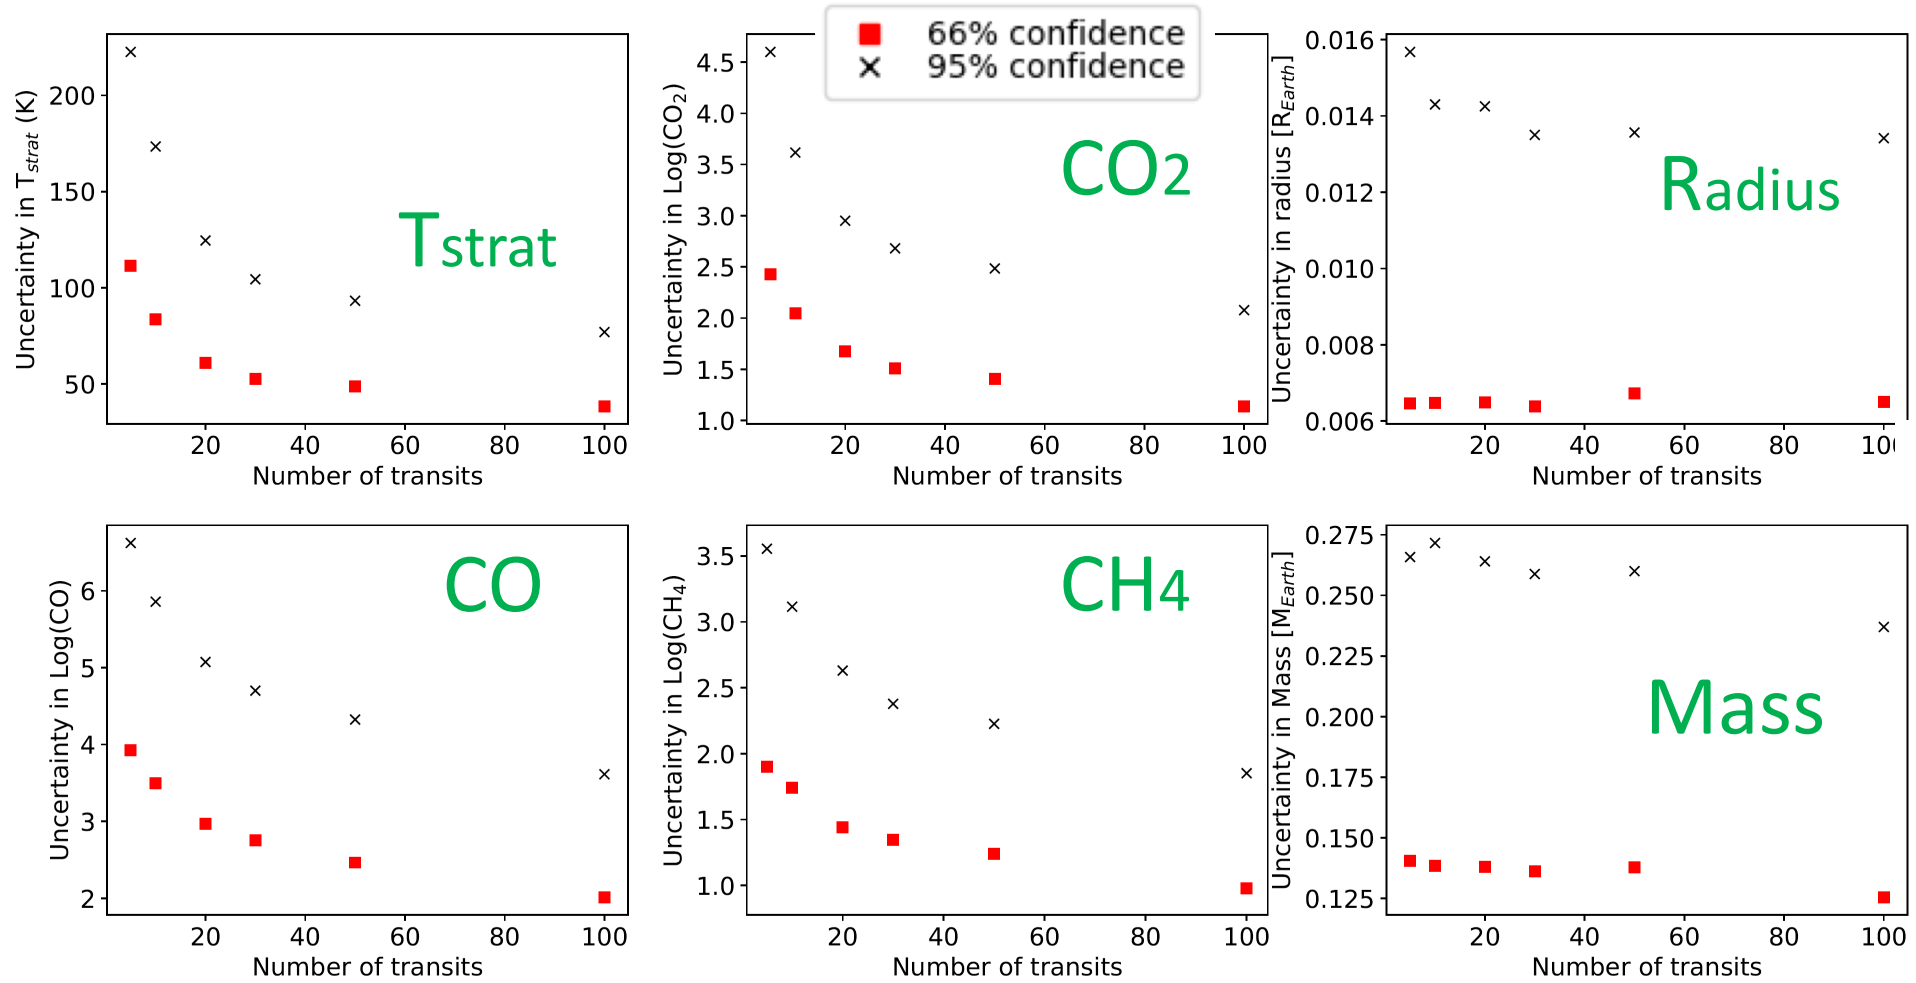 66% confidence
95% confidence
Uncertainty in Tstrat (K)
200
150
100
50
Tstrat
20 40 60 80 100
Number of transits
Uncertainty in Log(CO2)
4.5
4.0
3.5
3.0
2.5
2.0
1.5
1.0
CO2
20 40 60 80 100
Number of transits
Uncertainty in radius [REarth]
0.016
0.014
0.012
0.010
0.008
0.006
Radius
20 40 60 80 100
Number of transits
Uncertainty in Log(CO)
6
5
4
3
2
CO
20 40 60 80 100
Number of transits
Uncertainty in Log(CH4)
3.5
3.0
2.5
2.0
1.5
1.0
CH4
20 40 60 80 100
Number of transits
Uncertainty in Mass [MEarth]
0.275
0.250
0.225
0.200
0.175
0.150
0.125
Mass
20 40 60 80 100
Number of transits